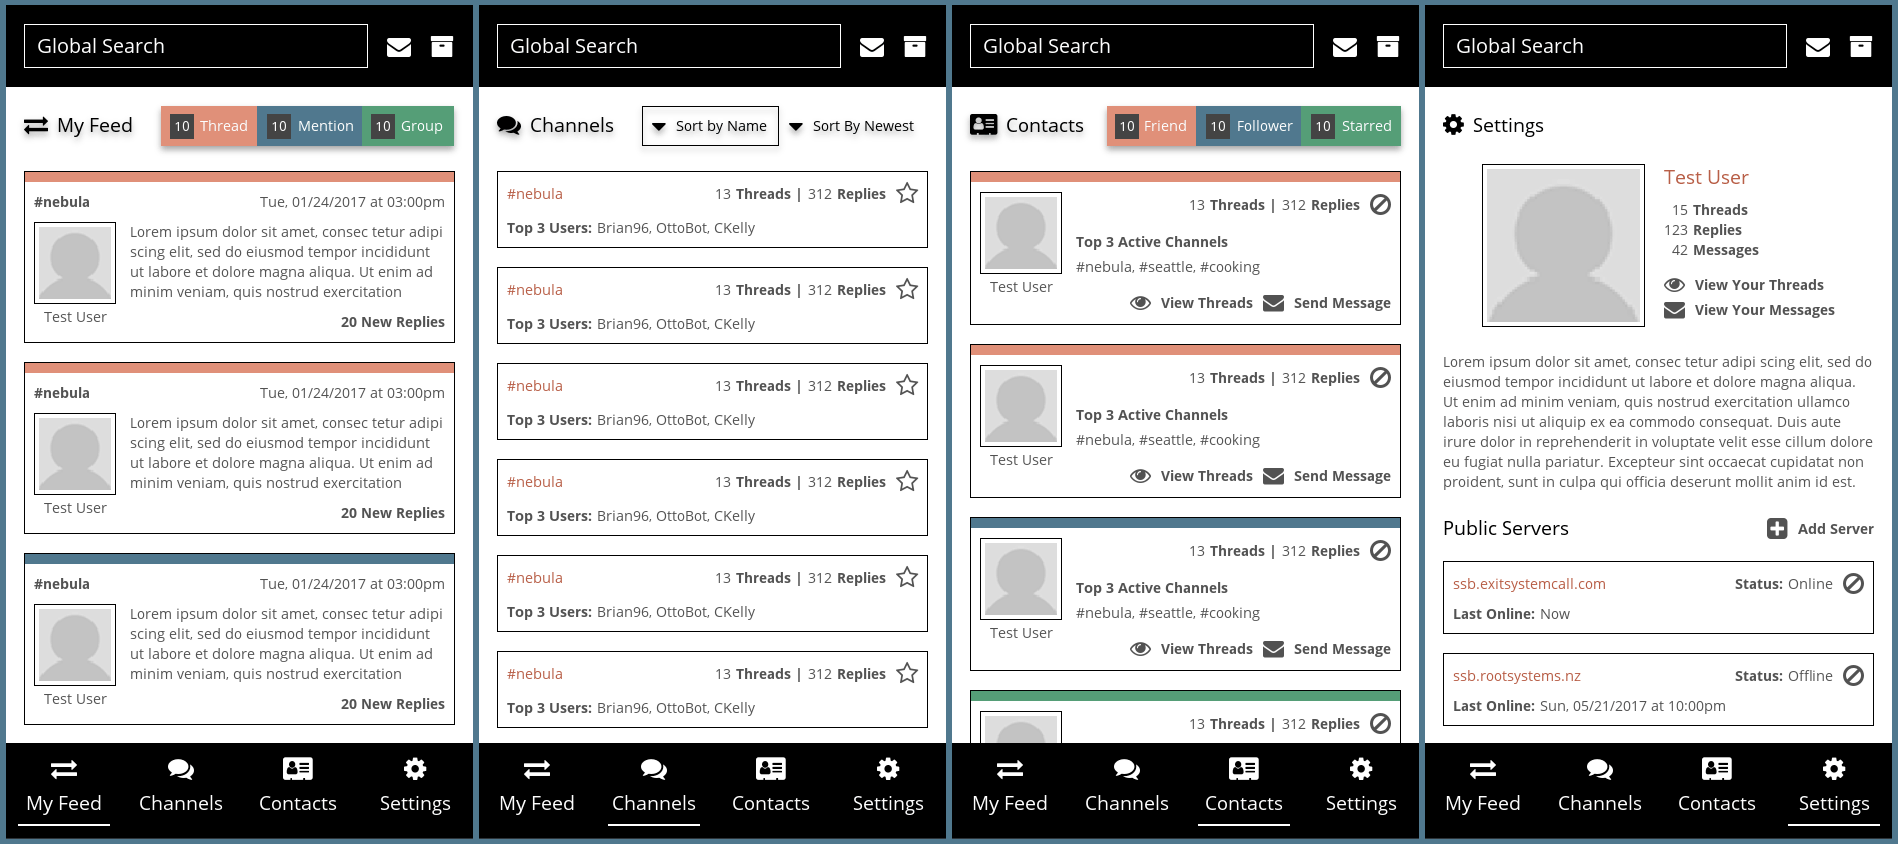 Global Search
My Feed
10 Thread 10 Mention 10 Group
#nebula Tue, 01/24/2017 at 03:00pm
Lorem ipsum dolor sit amet, consec tetur adipi
scing elit, sed do eiusmod tempor incididunt
ut labore et dolore magna aliqua. Ut enim ad
minim veniam, quis nostrud exercitation
Test User
20 New Replies
#nebula Tue, 01/24/2017 at 03:00pm
Lorem ipsum dolor sit amet, consec tetur adipi
scing elit, sed do eiusmod tempor incididunt
ut labore et dolore magna aliqua. Ut enim ad
minim veniam, quis nostrud exercitation
Test User
20 New Replies
#nebula Tue, 01/24/2017 at 03:00pm
Lorem ipsum dolor sit amet, consec tetur adipi
scing elit, sed do eiusmod tempor incididunt
ut labore et dolore magna aliqua. Ut enim ad
minim veniam, quis nostrud exercitation
Test User
20 New Replies
My Feed Channels Contacts Settings
Global Search
Channels
Sort by Name Sort By Newest
#nebula 13 Threads | 312 Replies
Top 3 Users: Brian96, OttoBot, CKelly
#nebula 13 Threads | 312 Replies
Top 3 Users: Brian96, OttoBot, CKelly
#nebula 13 Threads | 312 Replies
Top 3 Users: Brian96, OttoBot, CKelly
#nebula 13 Threads | 312 Replies
Top 3 Users: Brian96, OttoBot, CKelly
#nebula 13 Threads | 312 Replies
Top 3 Users: Brian96, OttoBot, CKelly
#nebula 13 Threads | 312 Replies
Top 3 Users: Brian96, OttoBot, CKelly
My Feed Channels Contacts Settings
Global Search
Contacts
10 Friend 10 Follower 10 Starred
13 Threads | 312 Replies
Top 3 Active Channels
#nebula, #seattle, #cooking
Test User
View Threads Send Message
13 Threads | 312 Replies
Top 3 Active Channels
#nebula, #seattle, #cooking
Test User
View Threads Send Message
13 Threads | 312 Replies
Top 3 Active Channels
#nebula, #seattle, #cooking
Test User
View Threads Send Message
13 Threads | 312 Replies
My Feed Channels Contacts Settings
Global Search
Settings
Test User
15 Threads
123 Replies
42 Messages
View Your Threads
View Your Messages
Lorem ipsum dolor sit amet, consec tetur adipi scing elit, sed do
eiusmod tempor incididunt ut labore et dolore magna aliqua.
Ut enim ad minim veniam, quis nostrud exercitation ullamco
laboris nisi ut aliquip ex ea commodo consequat. Duis aute
irure dolor in reprehenderit in voluptate velit esse cillum dolore
eu fugiat nulla pariatur. Excepteur sint occaecat cupidatat non
proident, sunt in culpa qui officia deserunt mollit anim id est.
Public Servers Add Server
ssb.exitsystemcall.com Status: Online
Last Online: Now
ssb.rootsystems.nz Status: Offline
Last Online: Sun, 05/21/2017 at 10:00pm
My Feed Channels Contacts Settings